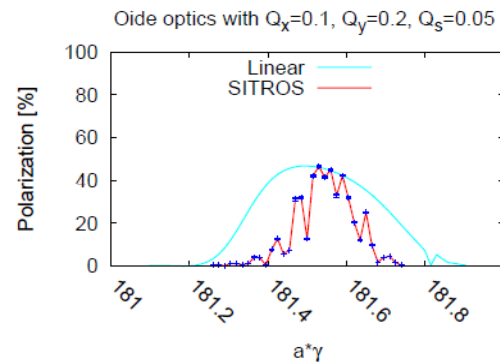 Oide optics with Qx=0.1, Qy=0.2, Qs=0.05
100
80
60
40
20
0
Polarization [%]
Linear
SITROS
181
181.2
181.4
181.6
181.8
a*γ